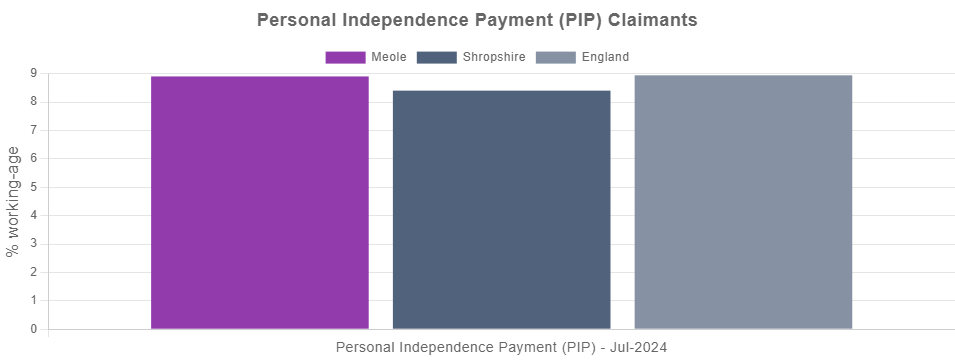 Personal Independence Payment (PIP) Claimants
Meole Shropshire England
% working-age
9
8
7
6
5
4
3
2
1
0
Personal Independence Payment (PIP) - Jul-2024